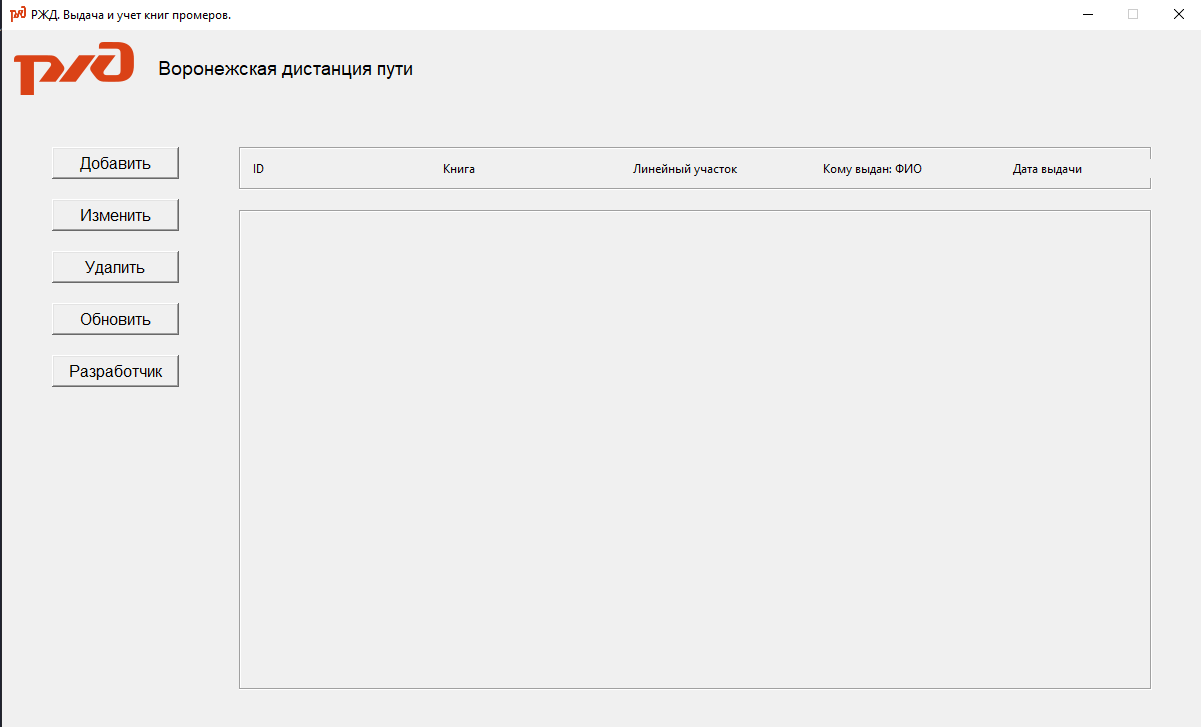 РЖД. Выдача и учет книг промеров.
ржд Воронежская дистанция пути
Добавить
Изменить
Удалить
Обновить
Разработчик
ID Книга Линейный участок Кому выдан: ФИО Дата выдачи